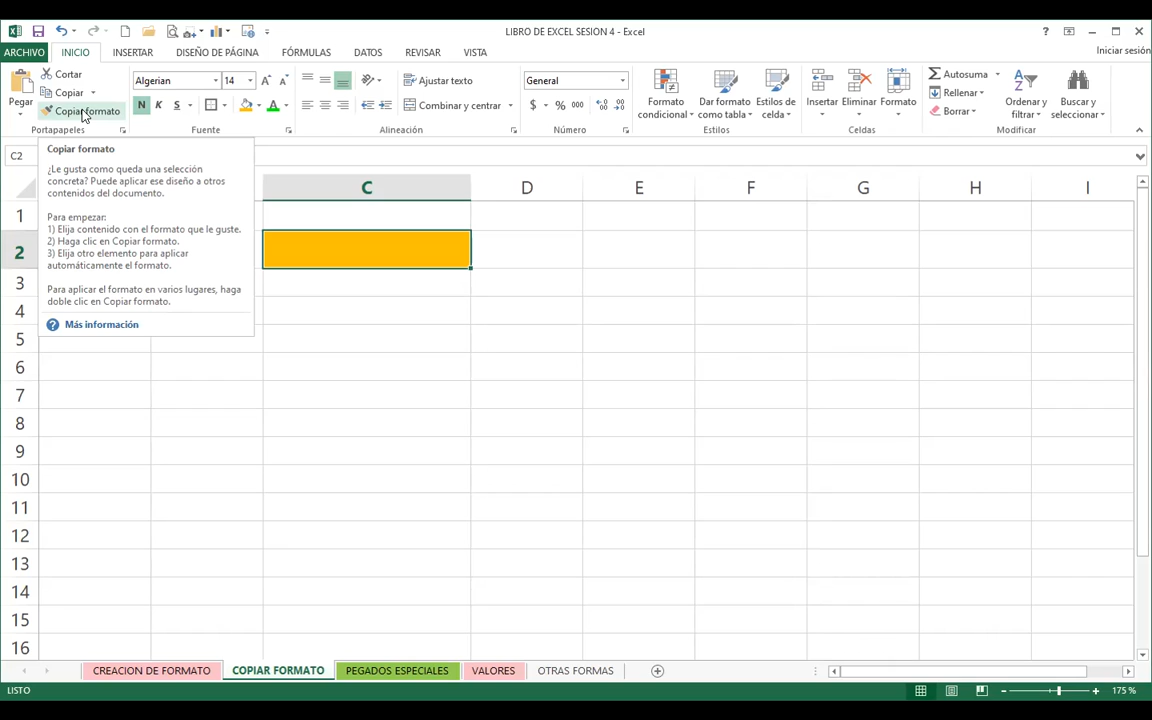 LIBRO DE EXCEL SESION 4 - Excel
ARCHIVO INICIO INSERTAR DISEÑO DE PÁGINA FÓRMULAS DATOS REVISAR VISTA Iniciar sesión
Pegar
Cortar
Copiar
Copiar formato
Portapapeles
Algerian 14
N K S
Fuente
Ajustar texto
Combinar y centrar
Alineación
General
$ % 000
Número
Formato condicional
Dar formato como tabla
Estilos de celda
Estilos
Insertar Eliminar Formato
Celdas
Autosuma
Rellenar
Borrar
Ordenar y filtrar
Buscar y seleccionar
Modificar
C2
Copiar formato
¿Le gusta como queda una selección
concreta? Puede aplicar ese diseño a otros
contenidos del documento.
Para empezar:
1) Elija contenido con el formato que le guste.
2) Haga clic en Copiar formato.
3) Elija otro elemento para aplicar
automáticamente el formato.
Para aplicar el formato en varios lugares, haga
doble clic en Copiar formato.
Más información
C D E F G H I
1
2
3
4
5
6
7
8
9
10
11
12
13
14
15
16
CREACION DE FORMATO COPIAR FORMATO PEGADOS ESPECIALES VALORES OTRAS FORMAS
LISTO 175 %